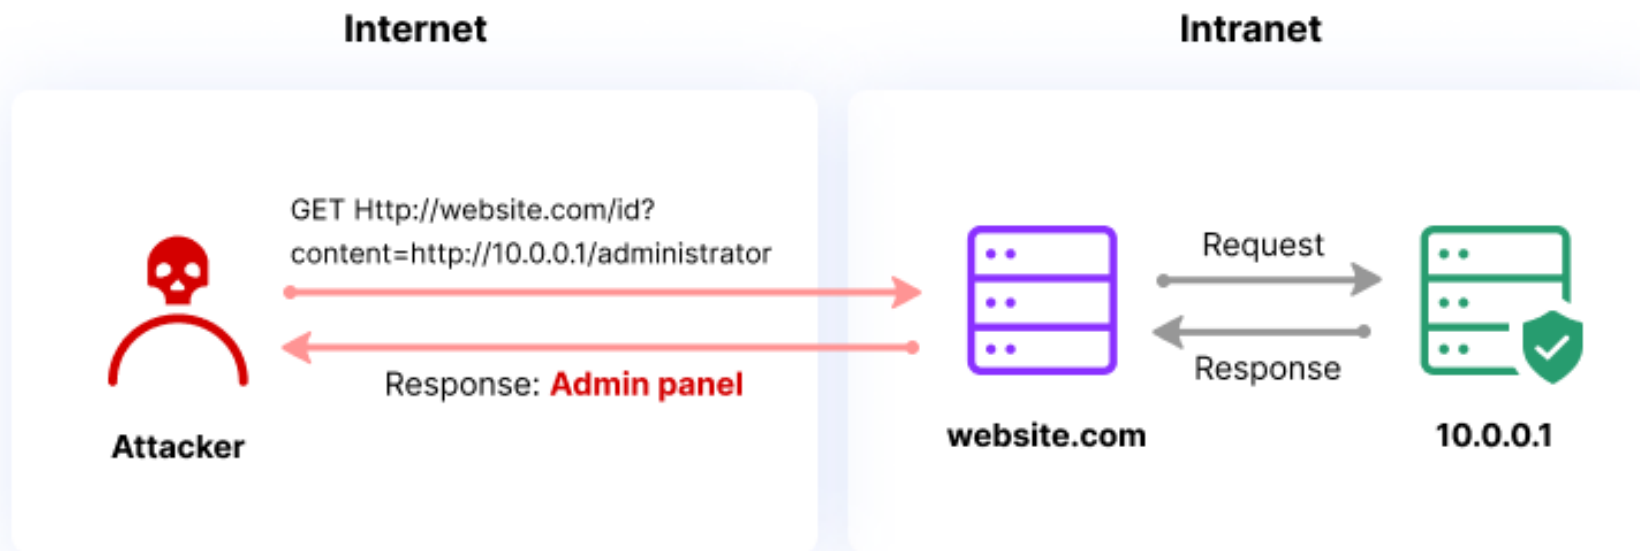 Internet
Intranet
GET Http://website.com/id?
content=http://10.0.0.1/administrator
Request
Response
Response: Admin panel
Attacker
website.com
10.0.0.1